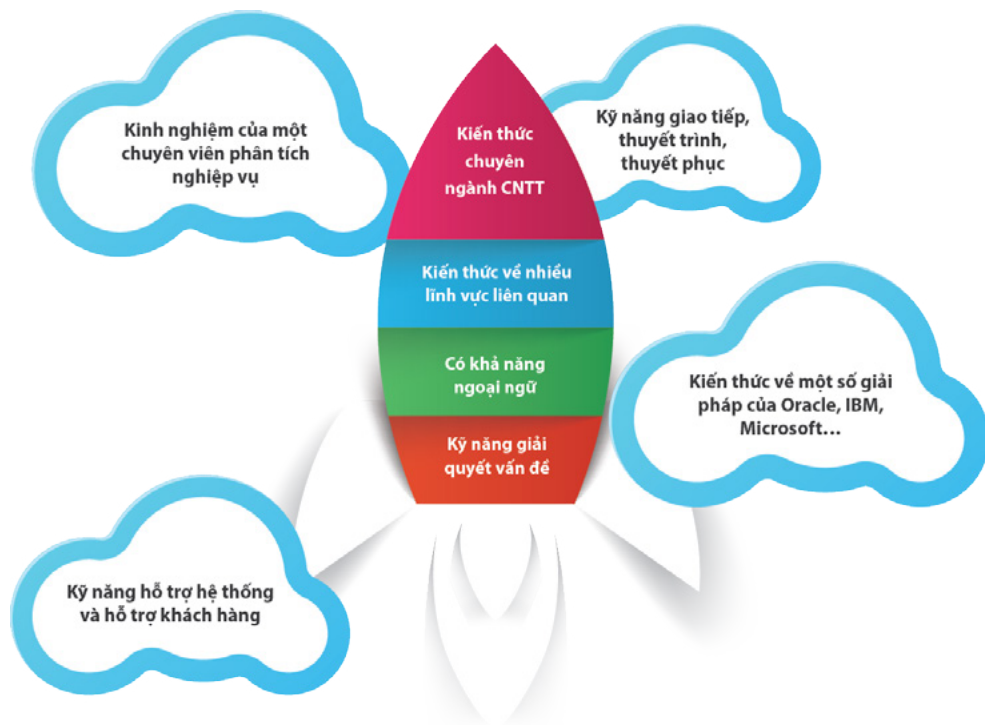 Kinh nghiệm của một
chuyên viên phân tích
nghiệp vụ
Kiến thức
chuyên
ngành CNTT
Kỹ năng giao tiếp,
thuyết trình,
thuyết phục
Kiến thức về nhiều
lĩnh vực liên quan
Có khả năng
ngoại ngữ
Kiến thức về một số giải
pháp của Oracle, IBM,
Microsoft...
Kỹ năng giải
quyết vấn đề
Kỹ năng hỗ trợ hệ thống
và hỗ trợ khách hàng